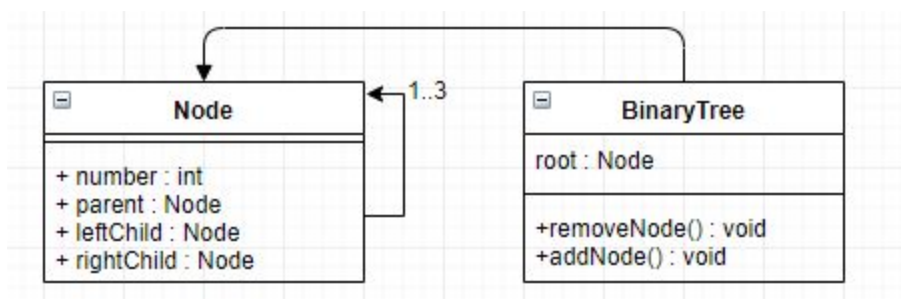 Node
+ number : int
+ parent : Node
+ leftChild : Node
+ rightChild : Node
1..3
BinaryTree
root : Node
+removeNode() : void
+addNode() : void